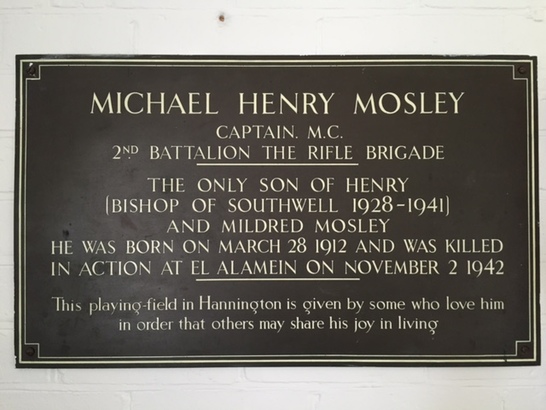 MICHAEL HENRY MOSLEY
CAPTAIN. M.C.
2ND BATTALION THE RIFLE BRIGADE
THE ONLY SON OF HENRY
(BISHOP OF SOUTHWELL 1928-1941)
AND MILDRED MOSLEY
HE WAS BORN ON MARCH 28 1912 AND WAS KILLED
IN ACTION AT EL ALAMEIN ON NOVEMBER 2 1942
This playing-field in Hannington is given by some who love him
in order that others may share his joy in living